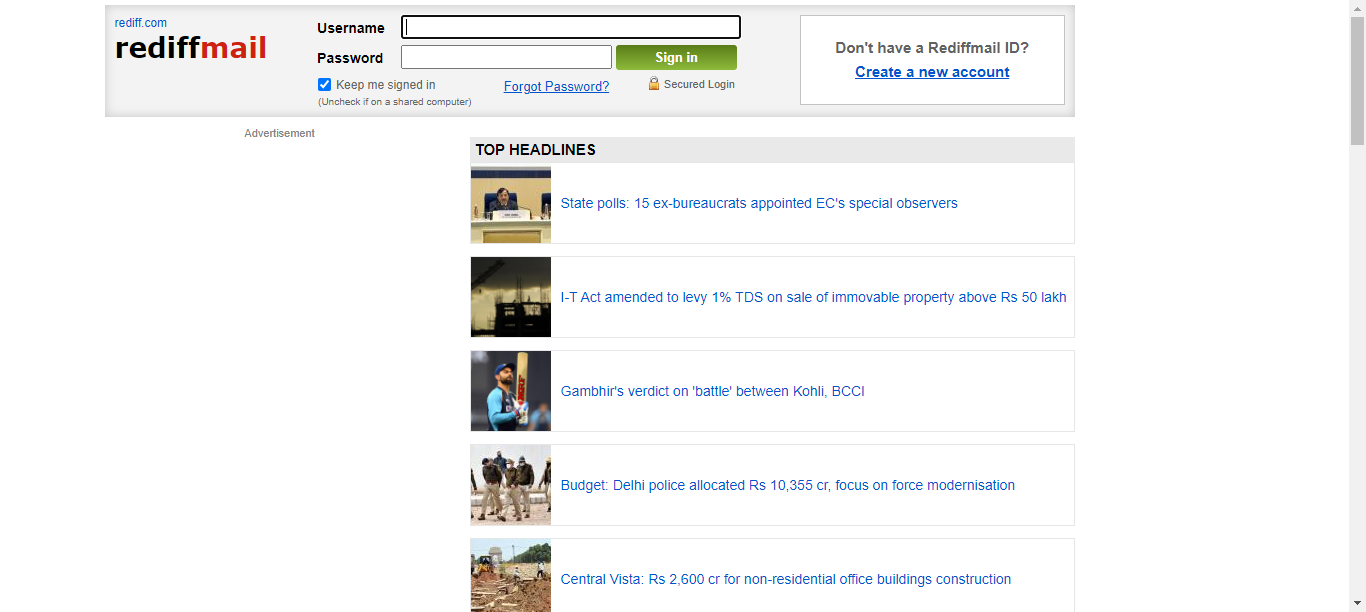 rediff.com
rediffmail
Username
Password
Sign in
Keep me signed in
Forgot Password?
Secured Login
(Uncheck if on a shared computer)
Don't have a Rediffmail ID?
Create a new account
Advertisement
TOP HEADLINES
State polls: 15 ex-bureaucrats appointed EC's special observers
I-T Act amended to levy 1% TDS on sale of immovable property above Rs 50 lakh
Gambhir's verdict on 'battle' between Kohli, BCCI
Budget: Delhi police allocated Rs 10,355 cr, focus on force modernisation
Central Vista: Rs 2,600 cr for non-residential office buildings construction